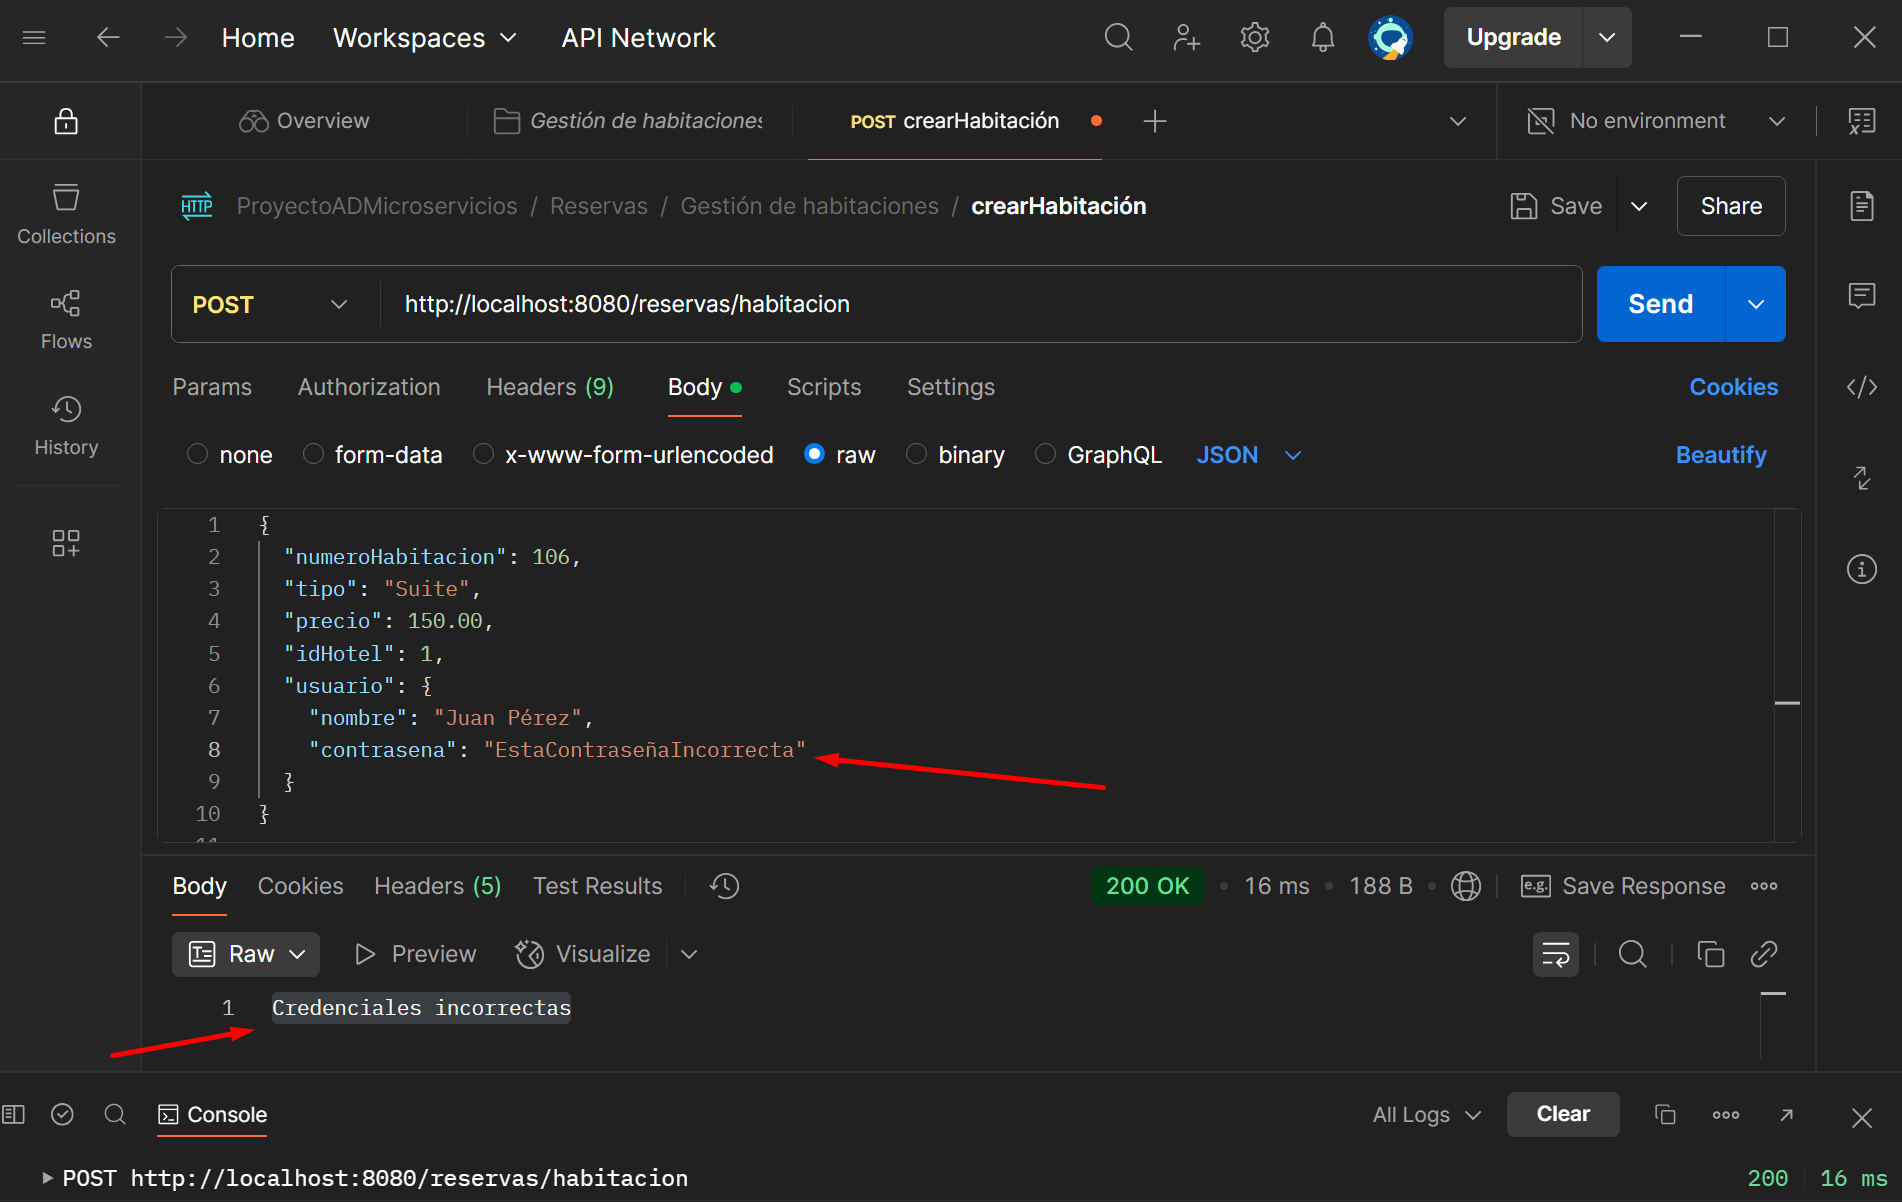 Home Workspaces API Network Upgrade
Overview Gestión de habitaciones POST crearHabitación No environment
HTTP ProyectoADMicroservicios / Reservas / Gestión de habitaciones / crearHabitación Save Share
Collections
POST http://localhost:8080/reservas/habitacion Send
Flows
Params Authorization Headers (9) Body Scripts Settings Cookies
History
none form-data x-www-form-urlencoded raw binary GraphQL JSON Beautify
1 {
2 "numeroHabitacion": 106,
3 "tipo": "Suite",
4 "precio": 150.00,
5 "idHotel": 1,
6 "usuario": {
7 "nombre": "Juan Pérez",
8 "contrasena": "EstaContraseñaIncorrecta"
9 }
10 }
11
Body Cookies Headers (5) Test Results 200 OK • 16 ms • 188 B • e.g. Save Response
Raw Preview Visualize
1 Credenciales incorrectas
Console All Logs Clear
POST http://localhost:8080/reservas/habitacion 200 16 ms